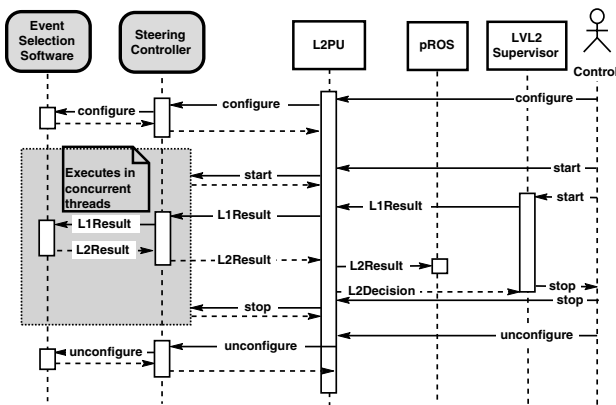 Event
Selection
Software
Steering
Controller
L2PU
pROS
LVL2
Supervisor
Control
configure
configure
configure
Executes in
concurrent
threads
start
start
start
L1Result
L1Result
L1Result
L2Result
L2Result
L2Result
L2Decision
stop
stop
stop
unconfigure
unconfigure
unconfigure